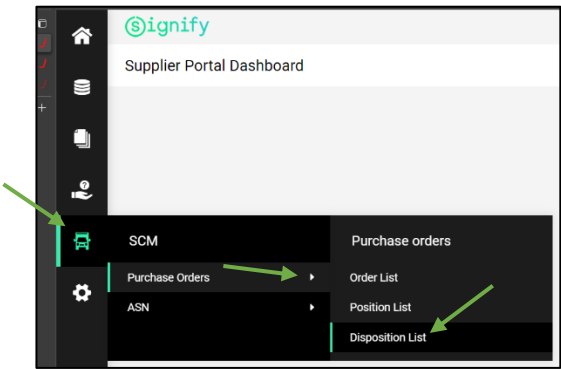 Signify
Supplier Portal Dashboard
SCM
Purchase orders
Purchase Orders
Order List
ASN
Position List
Disposition List